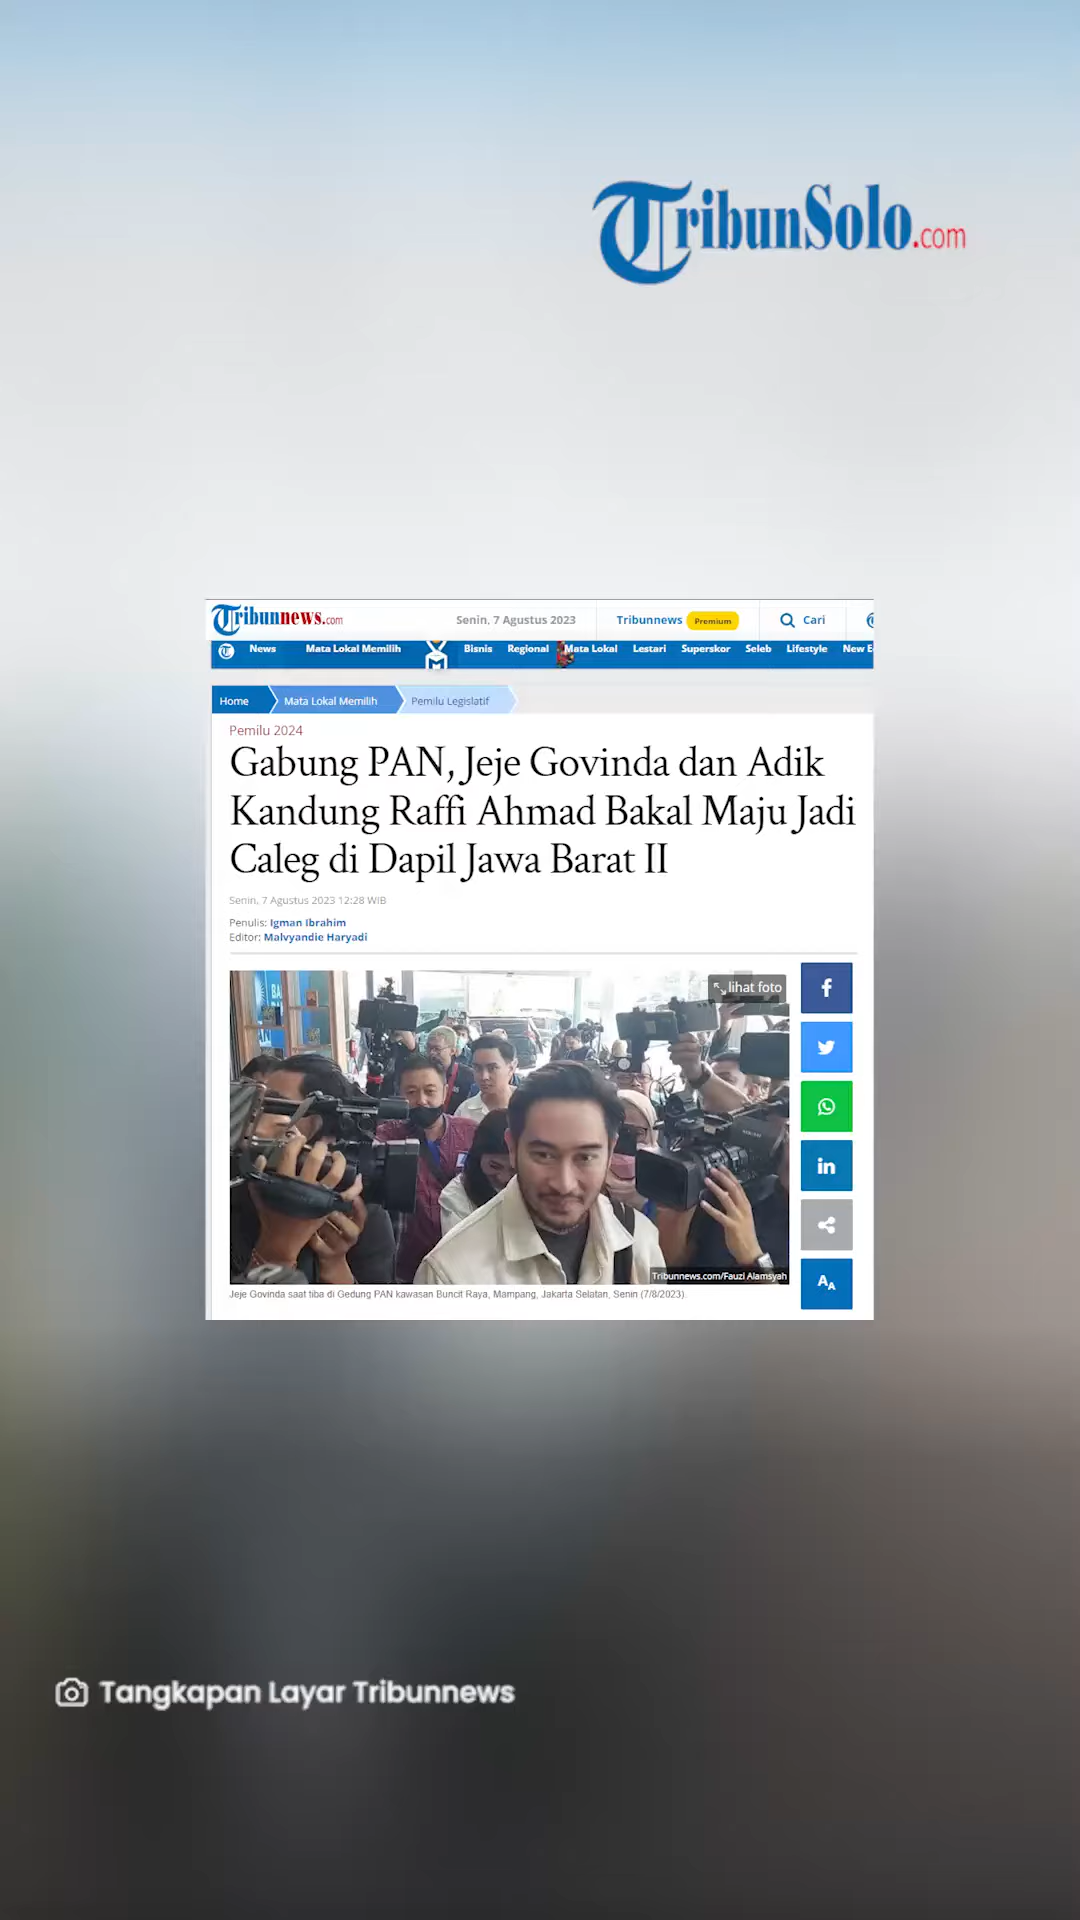 TribunSolo.com
Tribunnews.com
Senin, 7 Agustus 2023
Tribunnews Premium
Cari
News Mata Lokal Memilih Bisnis Regional Mata Lokal Lestari Superskor Seleb Lifestyle New E
Home Mata Lokal Memilih Pemilu Legislatif
Pemilu 2024
Gabung PAN, Jeje Govinda dan Adik
Kandung Raffi Ahmad Bakal Maju Jadi
Caleg di Dapil Jawa Barat II
Senin, 7 Agustus 2023 12:28 WIB
Penulis: Igman Ibrahim
Editor: Malvyandie Haryadi
lihat foto
Tribunnews.com/Fauzi Alamsyah
Jeje Govinda saat tiba di Gedung PAN kawasan Buncit Raya, Mampang, Jakarta Selatan, Senin (7/8/2023).
Tangkapan Layar Tribunnews